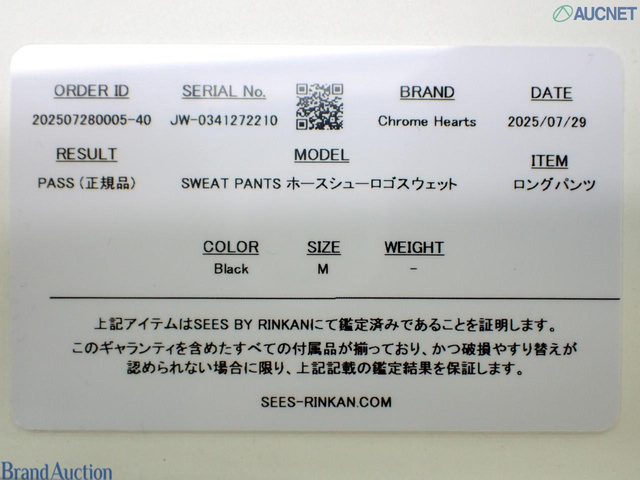 AUCNET
ORDER ID SERIAL No. BRAND DATE
202507280005-40 JW-0341272210 Chrome Hearts 2025/07/29
RESULT MODEL ITEM
PASS（正規品） SWEAT PANTS ホースシューロゴスウェット ロングパンツ
COLOR SIZE WEIGHT
Black M -
上記アイテムはSEES BY RINKANにて鑑定済みであることを証明します。
このギャランティを含めたすべての付属品が揃っており、かつ破損やすり替えが
認められない場合に限り、上記記載の鑑定結果を保証します。
SEES-RINKAN.COM
BrandAuction